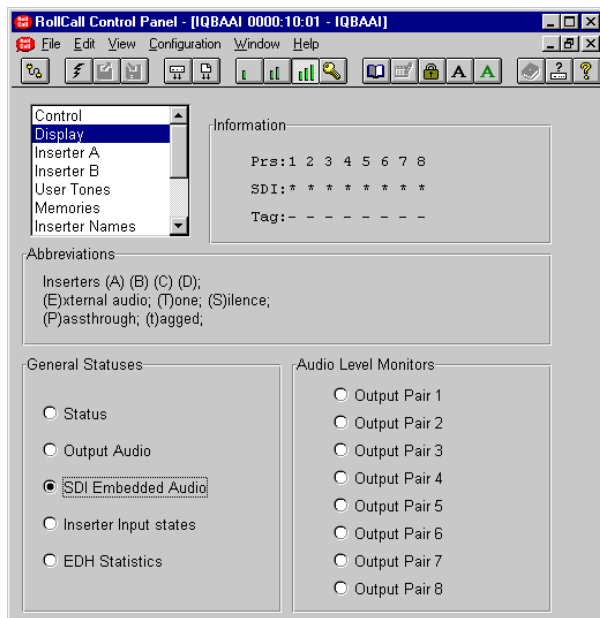 RollCall Control Panel - [IQBAAI 0000:10:01 - IQBAAI]
File Edit View Configuration Window Help
A A
Control
Display
Inserter A
Inserter B
User Tones
Memories
Inserter Names
Information
Prs:1 2 3 4 5 6 7 8
SDI:* * * * * * * *
Tag:- - - - - - - -
Abbreviations
Inserters (A) (B) (C) (D);
(E)xternal audio; (T)one; (S)ilence;
(P)assthrough; (t)agged;
General Statuses
Status
Output Audio
SDI Embedded Audio
Inserter Input states
EDH Statistics
Audio Level Monitors
Output Pair 1
Output Pair 2
Output Pair 3
Output Pair 4
Output Pair 5
Output Pair 6
Output Pair 7
Output Pair 8